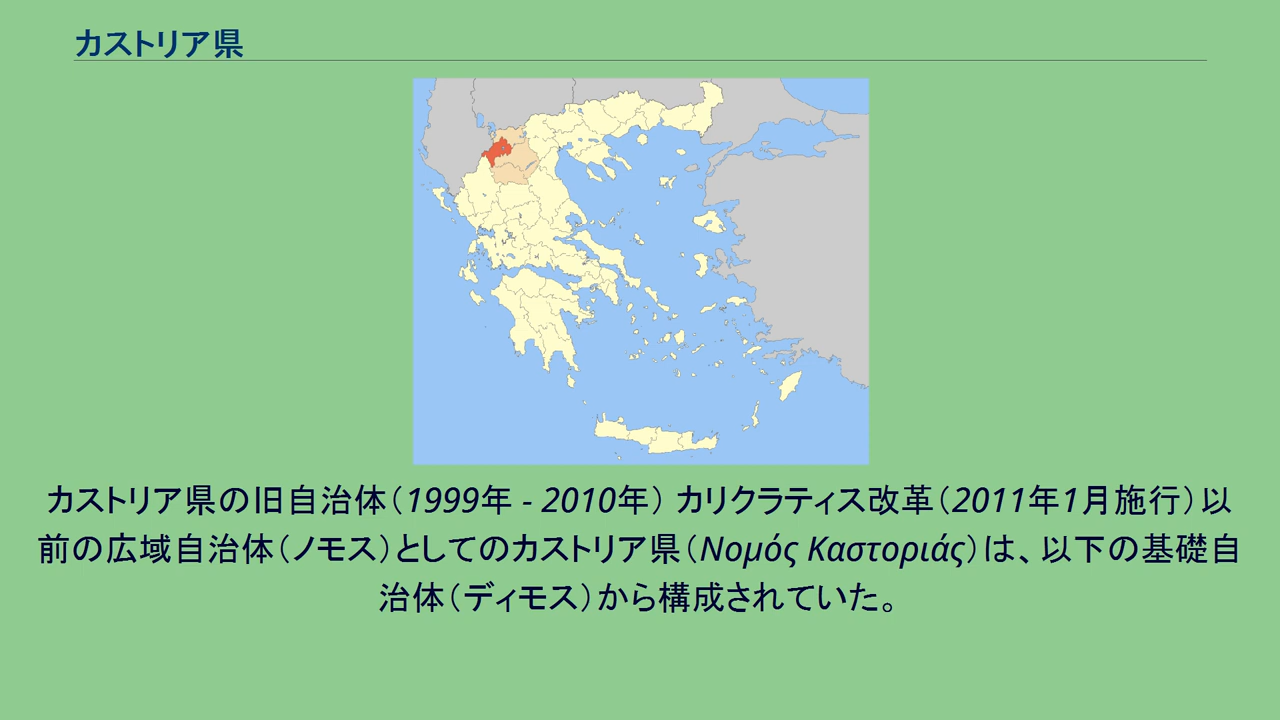 カストリア県
カストリア県の旧自治体（1999年 - 2010年） カリクラティス改革（2011年1月施行）以
前の広域自治体（ノモス）としてのカストリア県（Νομός Καστοριάς）は、以下の基礎自
治体（ディモス）から構成されていた。